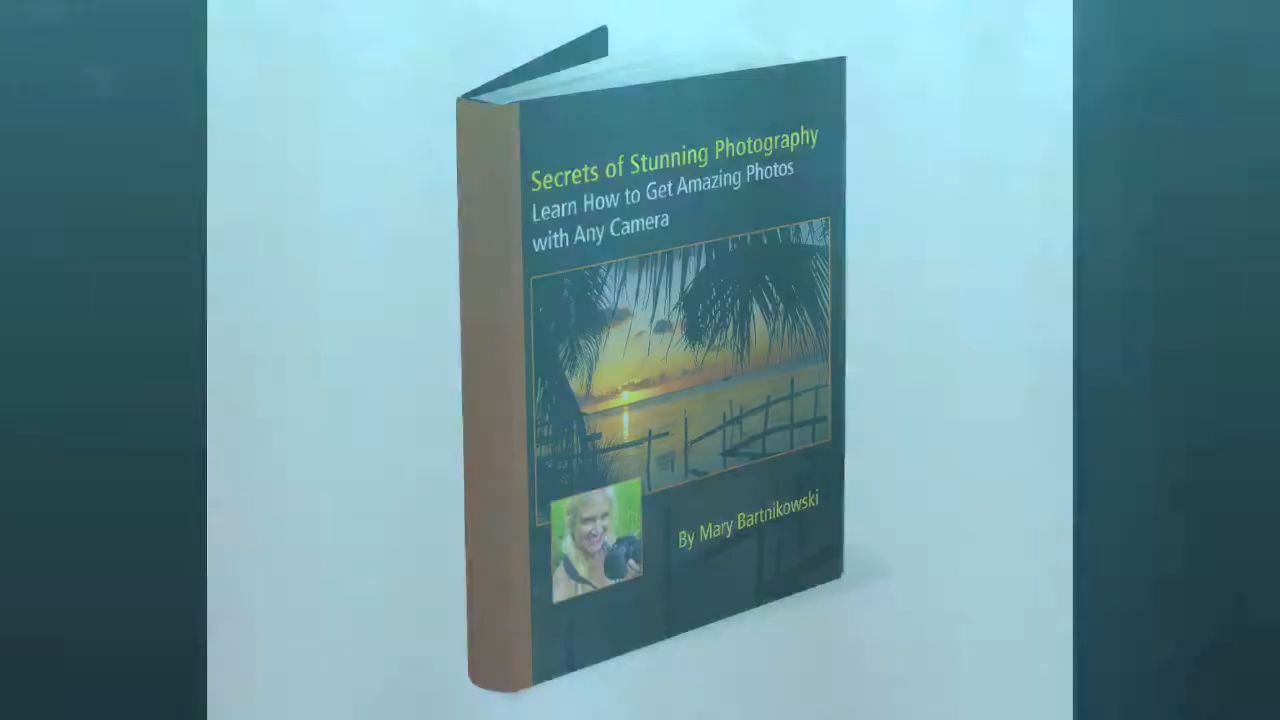 Secrets of Stunning Photography
Learn How to Get Amazing Photos
with Any Camera
By Mary Bartnikowski